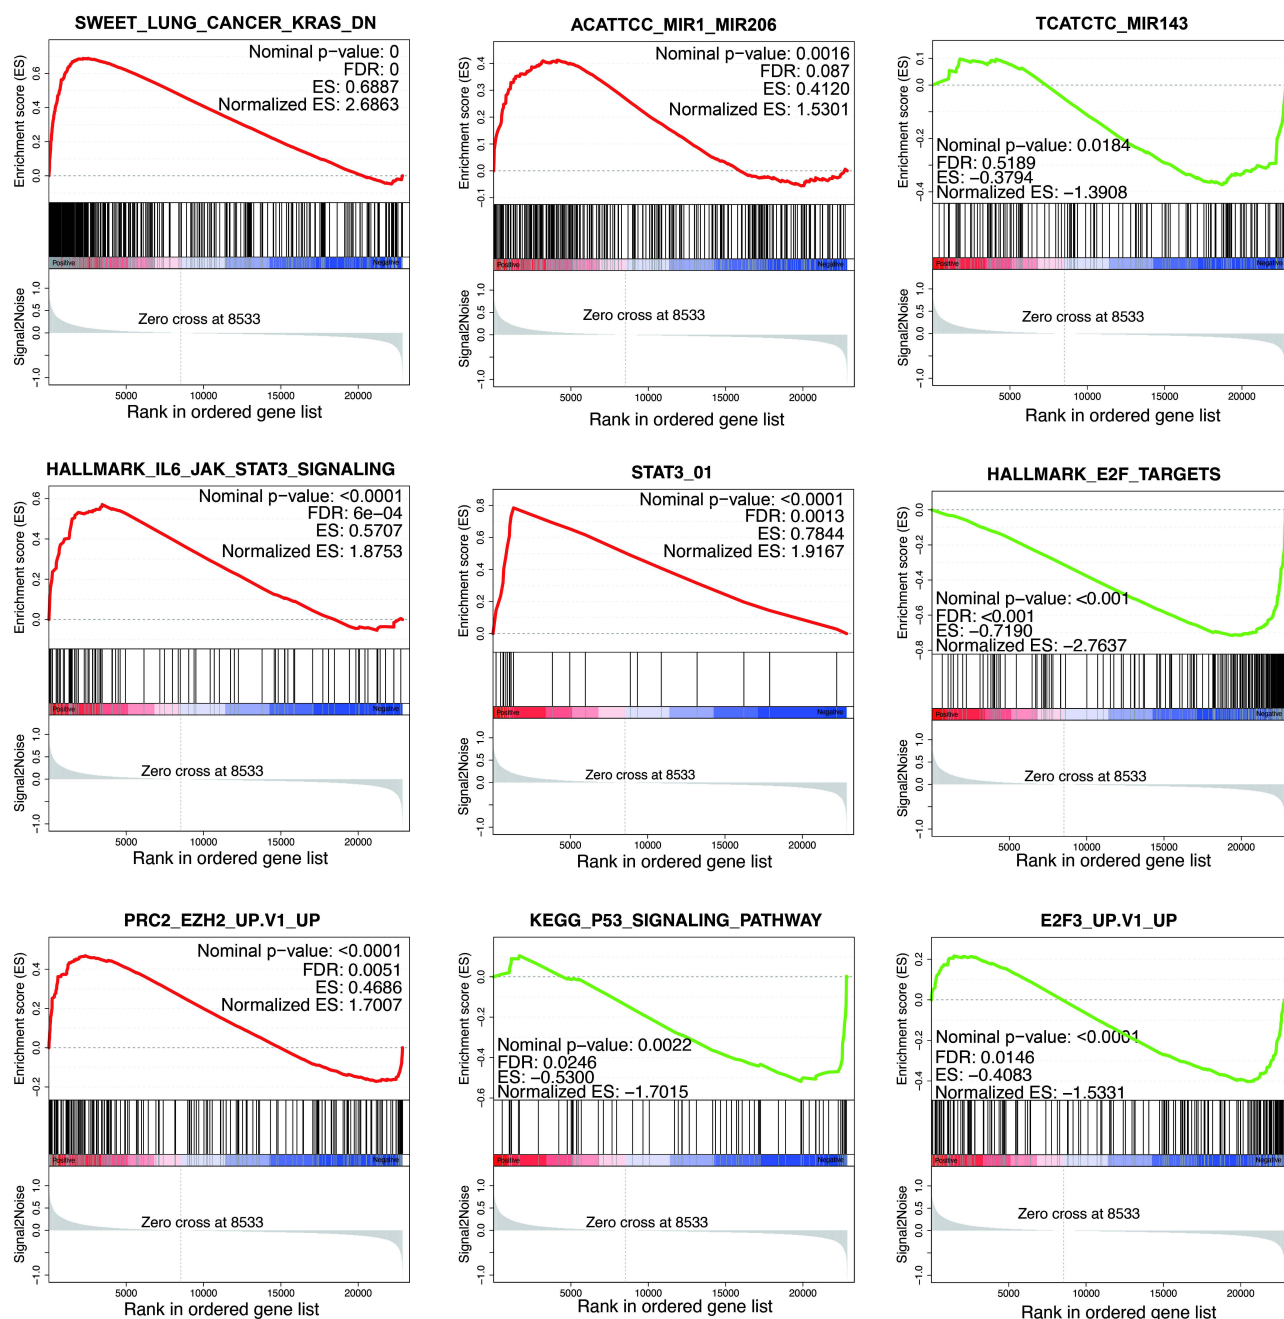 SWEET_LUNG_CANCER_KRAS_DN
Nominal p−value: 0
FDR: 0
ES: 0.6887
Normalized ES: 2.6863
Enrichment score (ES)
0.6
0.4
0.2
0.0
Positive
Negative
Zero cross at 8533
Signal2Noise
1.0
0.5
0.0
−1.0
5000 10000 15000 20000
Rank in ordered gene list
ACATTCC_MIR1_MIR206
Nominal p−value: 0.0016
FDR: 0.087
ES: 0.4120
Normalized ES: 1.5301
Enrichment score (ES)
0.4
0.3
0.2
0.1
0.0
−0.1
Positive
Negative
Zero cross at 8533
Signal2Noise
1.0
0.5
0.0
−1.0
5000 10000 15000 20000
Rank in ordered gene list
TCATCTC_MIR143
Enrichment score (ES)
0.1
0.0
−0.2
−0.4
Nominal p−value: 0.0184
FDR: 0.5189
ES: −0.3794
Normalized ES: −1.3908
Positive
Negative
Zero cross at 8533
Signal2Noise
1.0
0.5
0.0
−1.0
5000 10000 15000 20000
Rank in ordered gene list
HALLMARK_IL6_JAK_STAT3_SIGNALING
Nominal p−value: <0.0001
FDR: 6e−04
ES: 0.5707
Normalized ES: 1.8753
Enrichment score (ES)
0.6
0.4
0.2
0.0
Positive
Negative
Zero cross at 8533
Signal2Noise
1.0
0.5
0.0
−1.0
5000 10000 15000 20000
Rank in ordered gene list
STAT3_01
Nominal p−value: <0.0001
FDR: 0.0013
ES: 0.7844
Normalized ES: 1.9167
Enrichment score (ES)
0.8
0.6
0.4
0.2
0.0
Positive
Negative
Zero cross at 8533
Signal2Noise
1.0
0.5
0.0
−1.0
5000 10000 15000 20000
Rank in ordered gene list
HALLMARK_E2F_TARGETS
Enrichment score (ES)
0.0
−0.2
−0.4
−0.6
−0.8
Nominal p−value: <0.001
FDR: <0.001
ES: −0.7190
Normalized ES: −2.7637
Positive
Negative
Zero cross at 8533
Signal2Noise
1.0
0.5
0.0
−1.0
5000 10000 15000 20000
Rank in ordered gene list
PRC2_EZH2_UP.V1_UP
Nominal p−value: <0.0001
FDR: 0.0051
ES: 0.4686
Normalized ES: 1.7007
Enrichment score (ES)
0.4
0.2
0.0
−0.2
Positive
Negative
Zero cross at 8533
Signal2Noise
1.0
0.5
0.0
−1.0
5000 10000 15000 20000
Rank in ordered gene list
KEGG_P53_SIGNALING_PATHWAY
Enrichment score (ES)
0.0
−0.2
−0.4
−0.6
Nominal p−value: 0.0022
FDR: 0.0246
ES: −0.5300
Normalized ES: −1.7015
Positive
Negative
Zero cross at 8533
Signal2Noise
1.0
0.5
0.0
−1.0
5000 10000 15000 20000
Rank in ordered gene list
E2F3_UP.V1_UP
Enrichment score (ES)
0.2
0.0
−0.2
−0.4
Nominal p−value: <0.0001
FDR: 0.0146
ES: −0.4083
Normalized ES: −1.5331
Positive
Negative
Zero cross at 8533
Signal2Noise
1.0
0.5
0.0
−1.0
5000 10000 15000 20000
Rank in ordered gene list